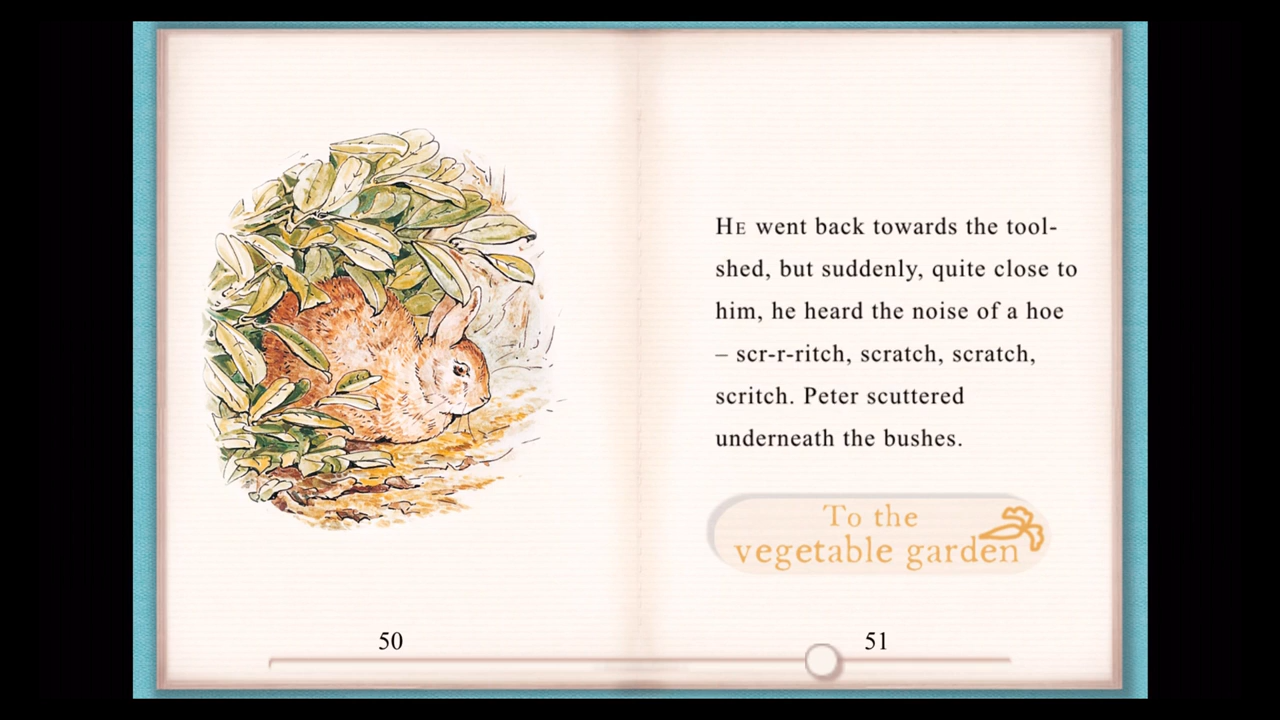 HE went back towards the tool-
shed, but suddenly, quite close to
him, he heard the noise of a hoe
– scr-r-ritch, scratch, scratch,
scritch. Peter scuttered
underneath the bushes.
To the
vegetable garden
50
51